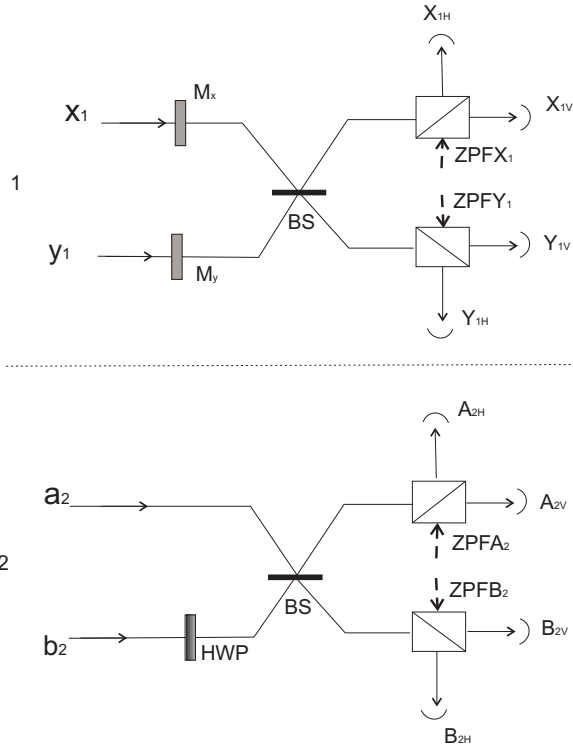 X1H
Mx
X1
X1V
ZPFX1
1
ZPFY1
BS
y1
Y1V
My
Y1H
A2H
a2
A2V
ZPFA2
2
ZPFB2
BS
B2V
b2
HWP
B2H